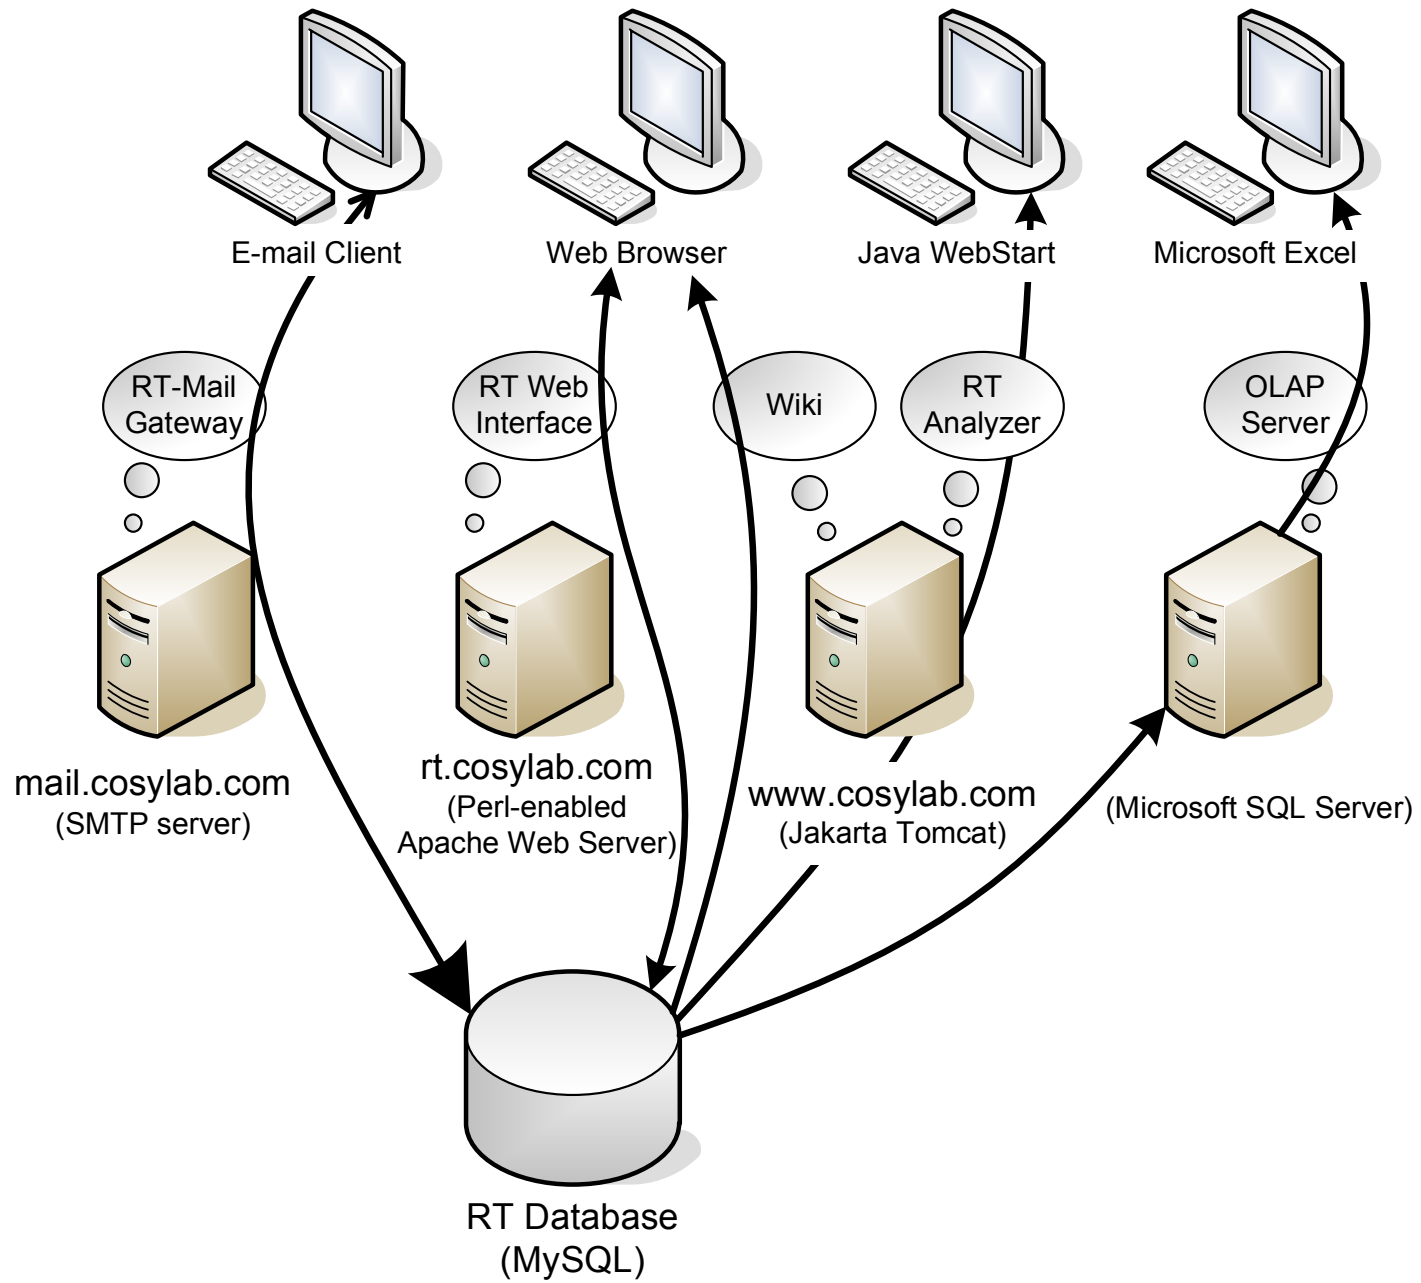 E-mail Client
Web Browser
Java WebStart
Microsoft Excel
RT-Mail
Gateway
RT Web
Interface
Wiki
RT
Analyzer
OLAP
Server
mail.cosylab.com
(SMTP server)
rt.cosylab.com
(Perl-enabled
Apache Web Server)
www.cosylab.com
(Jakarta Tomcat)
(Microsoft SQL Server)
RT Database
(MySQL)